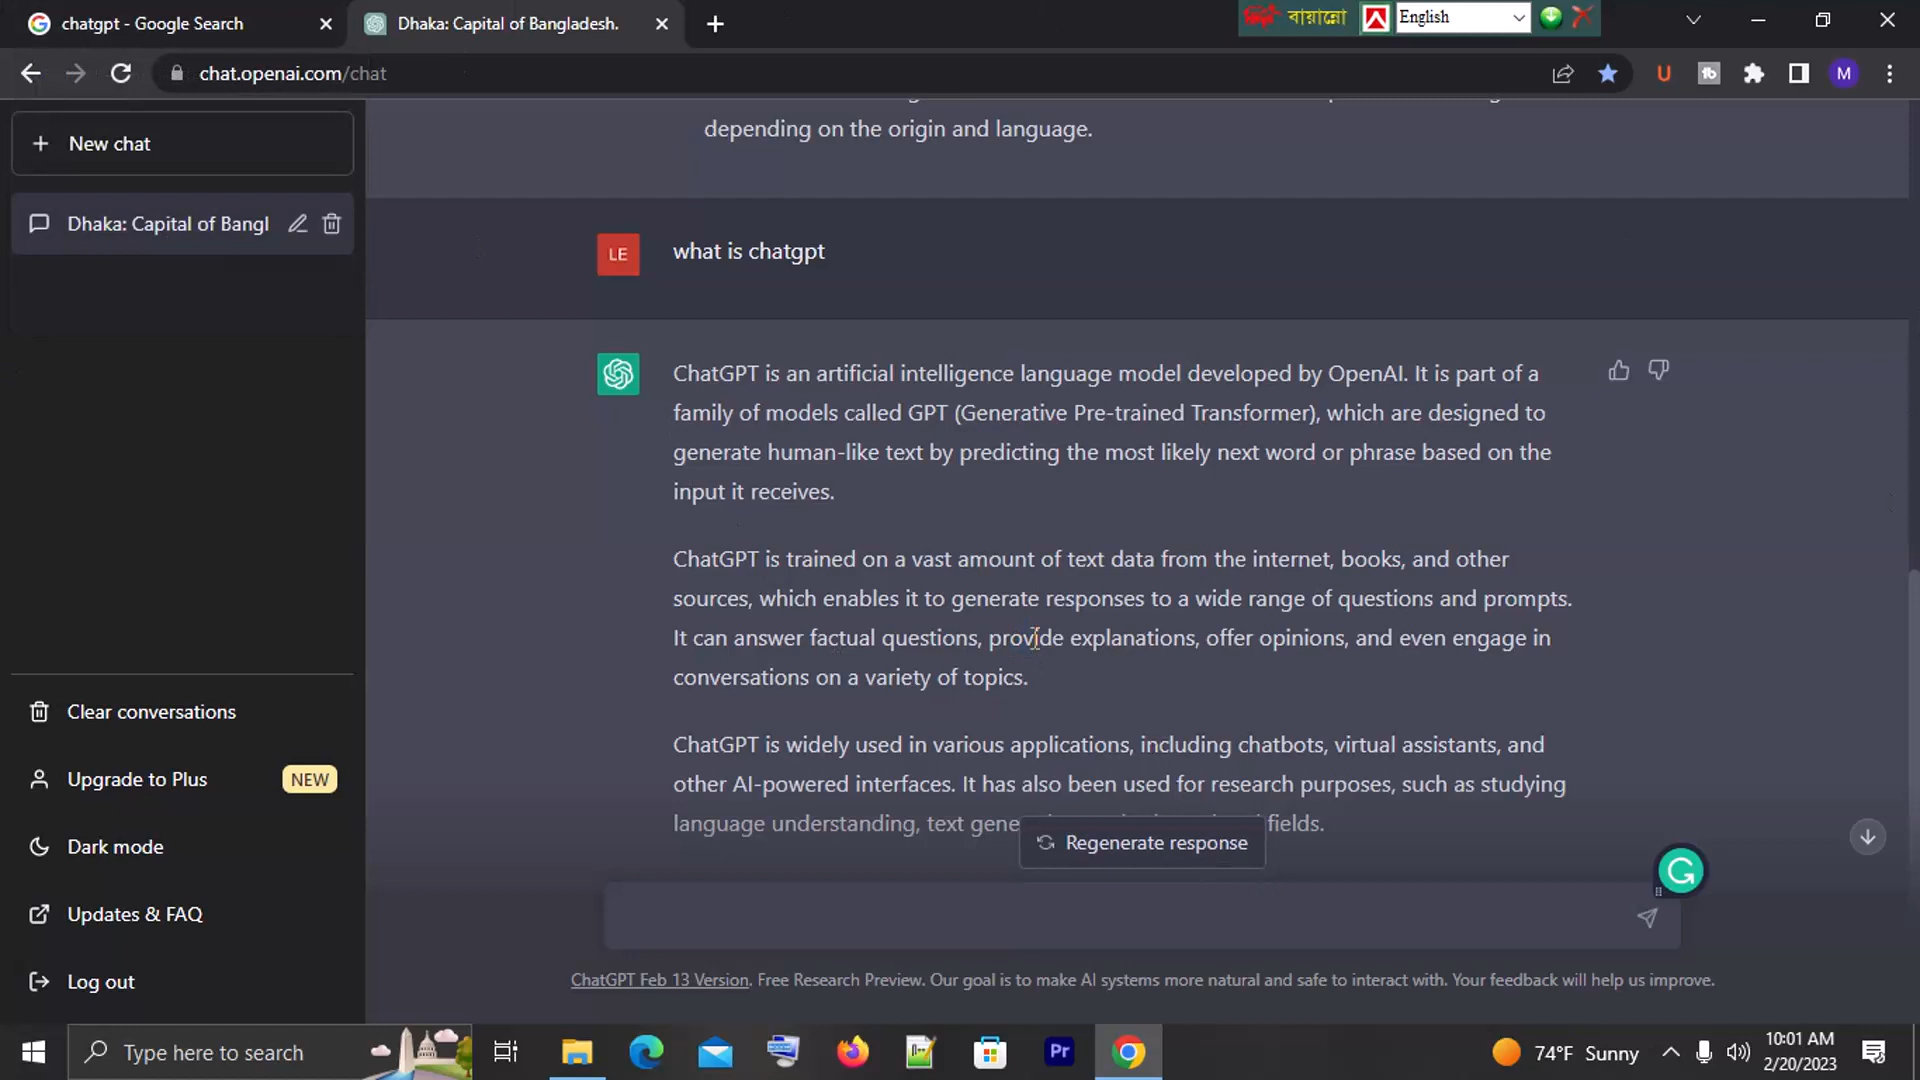 chatgpt - Google Search
Dhaka: Capital of Bangladesh.
বায়ান্নো
English
chat.openai.com/chat
U
M
New chat
depending on the origin and language.
Dhaka: Capital of Bangl
LE
what is chatgpt
ChatGPT is an artificial intelligence language model developed by OpenAI. It is part of a
family of models called GPT (Generative Pre-trained Transformer), which are designed to
generate human-like text by predicting the most likely next word or phrase based on the
input it receives.
ChatGPT is trained on a vast amount of text data from the internet, books, and other
sources, which enables it to generate responses to a wide range of questions and prompts.
It can answer factual questions, provide explanations, offer opinions, and even engage in
conversations on a variety of topics.
ChatGPT is widely used in various applications, including chatbots, virtual assistants, and
other AI-powered interfaces. It has also been used for research purposes, such as studying
language understanding, text gene fields.
Regenerate response
Clear conversations
Upgrade to Plus NEW
Dark mode
Updates & FAQ
Log out
ChatGPT Feb 13 Version. Free Research Preview. Our goal is to make AI systems more natural and safe to interact with. Your feedback will help us improve.
Type here to search
Pr
74°F Sunny
10:01 AM
2/20/2023